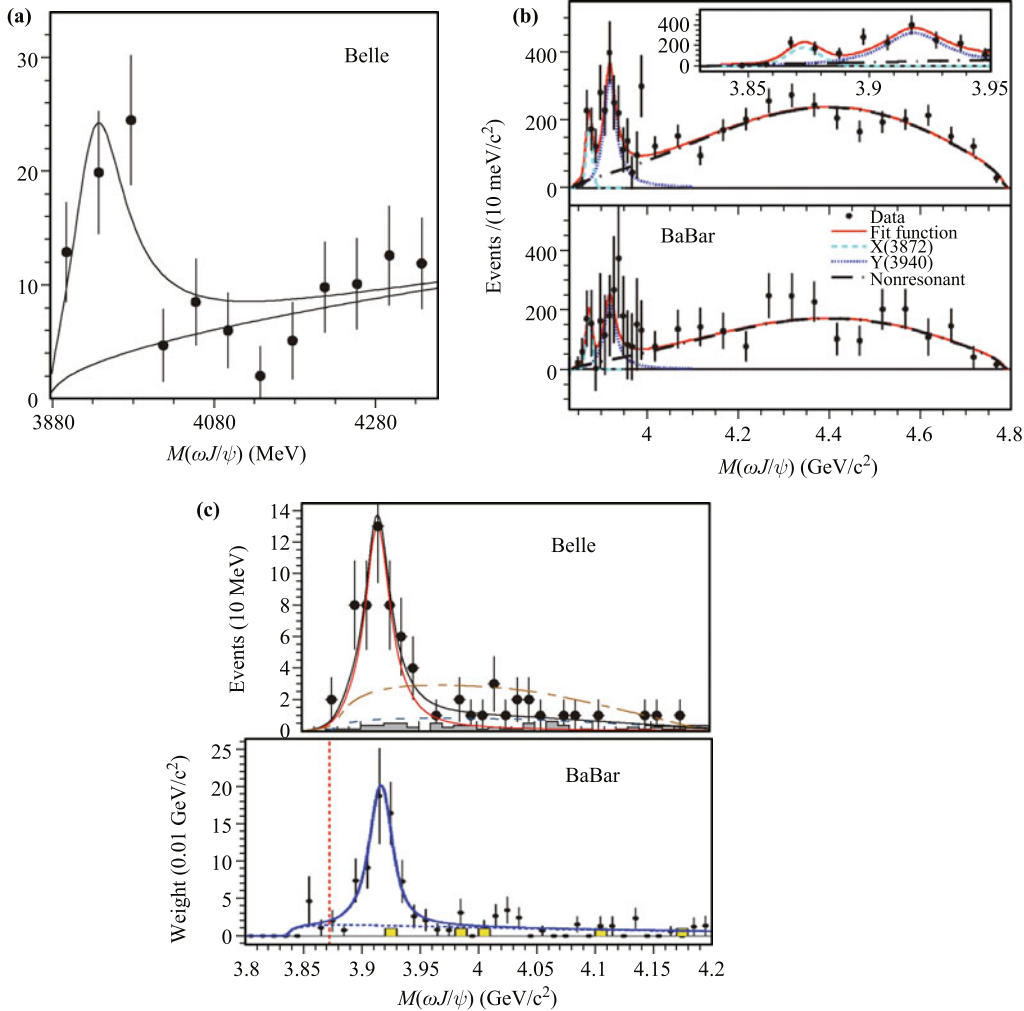 (a)
Belle
30
20
10
0
3880 4080 4280
M(ωJ/ψ) (MeV)
(b)
400
200
0
3.85 3.9 3.95
400
200
0
Events /(10 meV/c²)
BaBar
Data
Fit function
X(3872)
Y(3940)
Nonresonant
400
200
0
4 4.2 4.4 4.6 4.8
M(ωJ/ψ) (GeV/c²)
(c)
Belle
Events (10 MeV)
14
12
10
8
6
4
2
0
BaBar
Weight (0.01 GeV/c²)
25
20
15
10
5
0
3.8 3.85 3.9 3.95 4 4.05 4.1 4.15 4.2
M(ωJ/ψ) (GeV/c²)